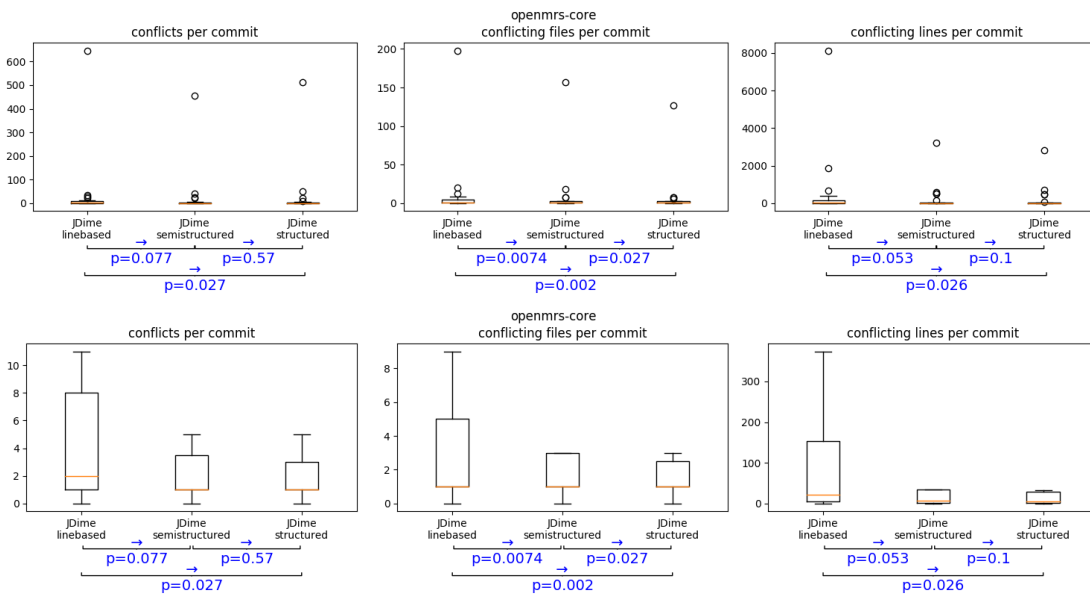 openmrs-core
conflicts per commit
conflicting files per commit
conflicting lines per commit
600
500
400
300
200
100
0
JDime
linebased
JDime
semistructured
JDime
structured
→
p=0.077
→
p=0.57
→
p=0.027
200
150
100
50
0
JDime
linebased
JDime
semistructured
JDime
structured
→
p=0.0074
→
p=0.027
→
p=0.002
8000
6000
4000
2000
0
JDime
linebased
JDime
semistructured
JDime
structured
→
p=0.053
→
p=0.1
→
p=0.026
openmrs-core
conflicts per commit
conflicting files per commit
conflicting lines per commit
10
8
6
4
2
0
JDime
linebased
JDime
semistructured
JDime
structured
→
p=0.077
→
p=0.57
→
p=0.027
8
6
4
2
0
JDime
linebased
JDime
semistructured
JDime
structured
→
p=0.0074
→
p=0.027
→
p=0.002
300
200
100
0
JDime
linebased
JDime
semistructured
JDime
structured
→
p=0.053
→
p=0.1
→
p=0.026